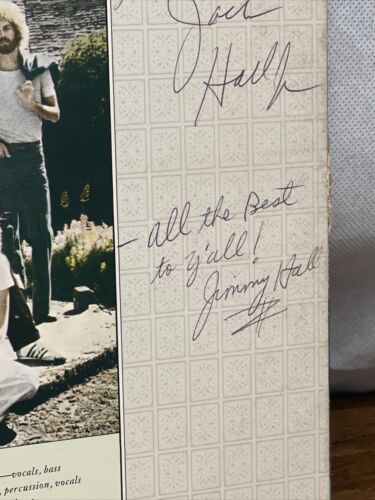 Jack
Hall
- all the Best
to y'all!
Jimmy Hall
—vocals, bass
, percussion, vocals